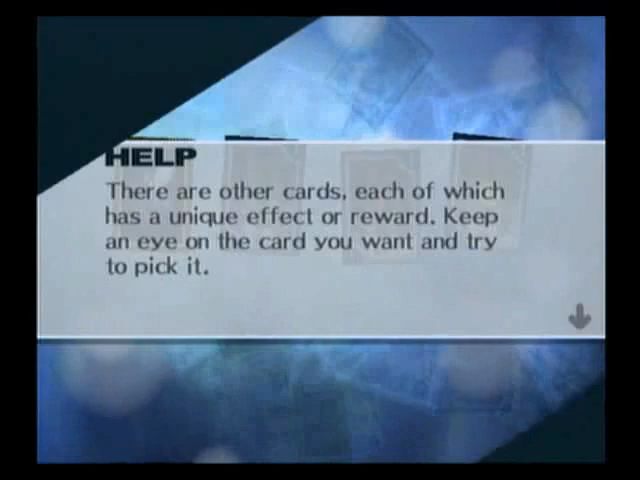 HELP
There are other cards, each of which
has a unique effect or reward. Keep
an eye on the card you want and try
to pick it.